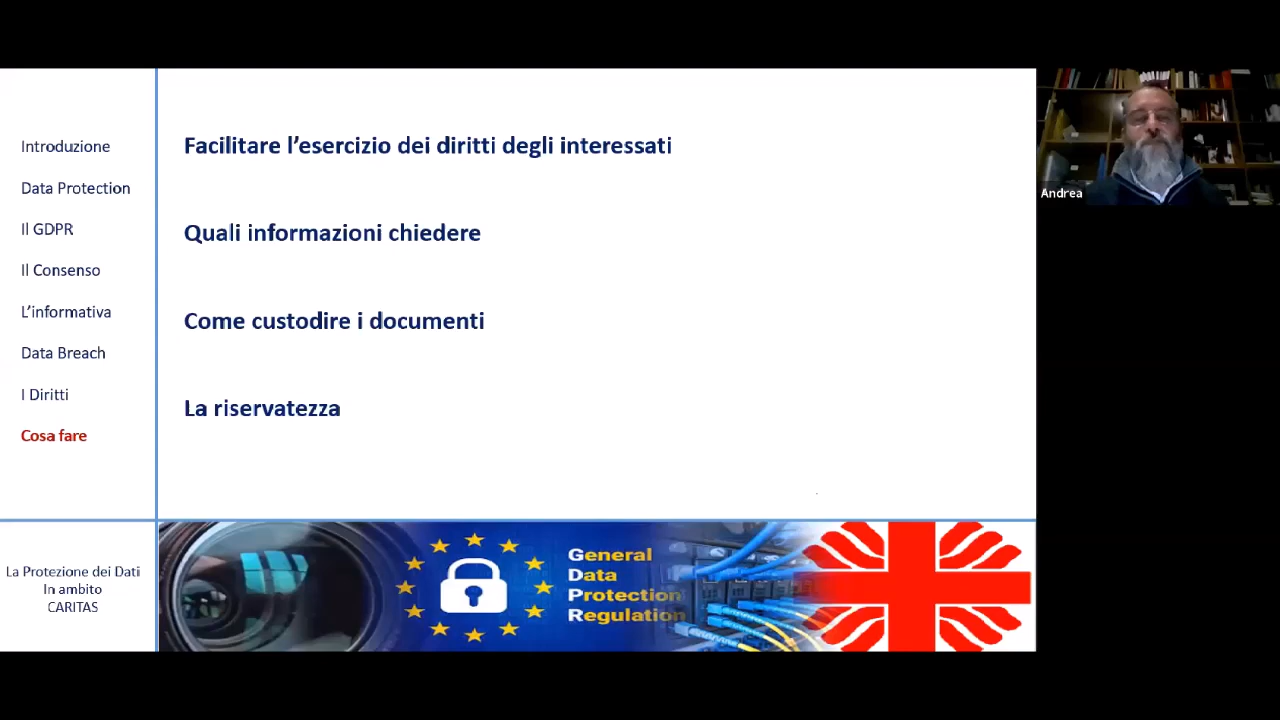 Introduzione
Data Protection
Il GDPR
Il Consenso
L’informativa
Data Breach
I Diritti
Cosa fare
La Protezione dei Dati
In ambito
CARITAS
Facilitare l’esercizio dei diritti degli interessati
Quali informazioni chiedere
Come custodire i documenti
La riservatezza
General
Data
Protection
Regulation
Andrea